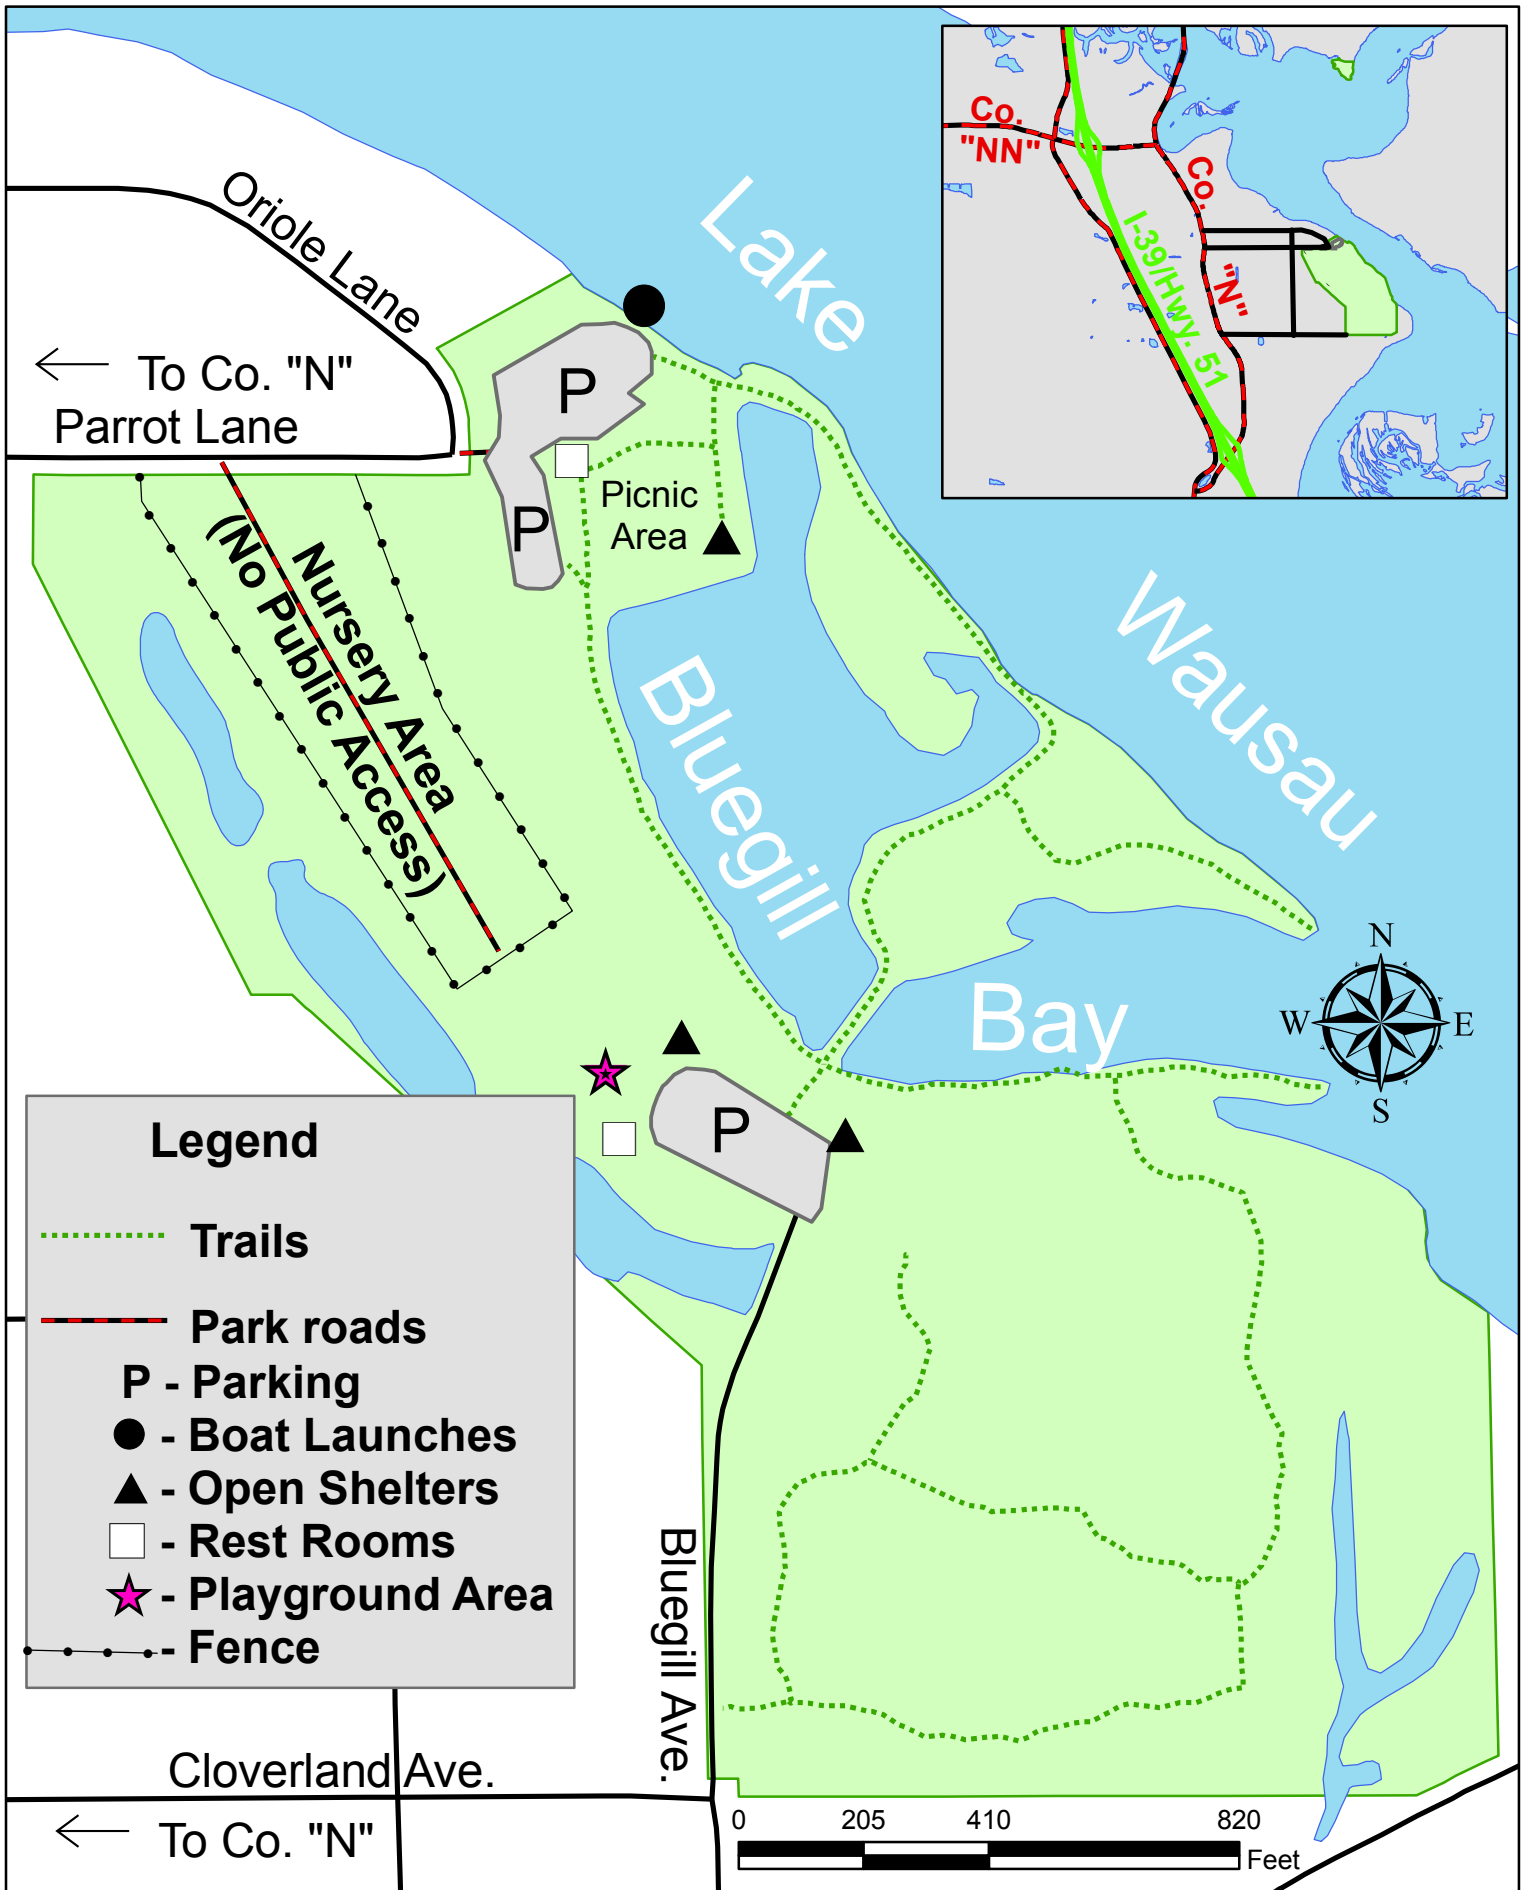 Co.
"NN"
Co.
"N"
I-39/Hwy. 51
Oriole Lane
Lake
To Co. "N"
Parrot Lane
P
P
Picnic
Area
Nursery Area
(No Public Access)
Wausau
Bluegill
Bay
N
W
E
S
P
Legend
Trails
Park roads
P - Parking
- Boat Launches
- Open Shelters
- Rest Rooms
- Playground Area
- Fence
Bluegill Ave.
Cloverland Ave.
To Co. "N"
0 205 410 820
Feet